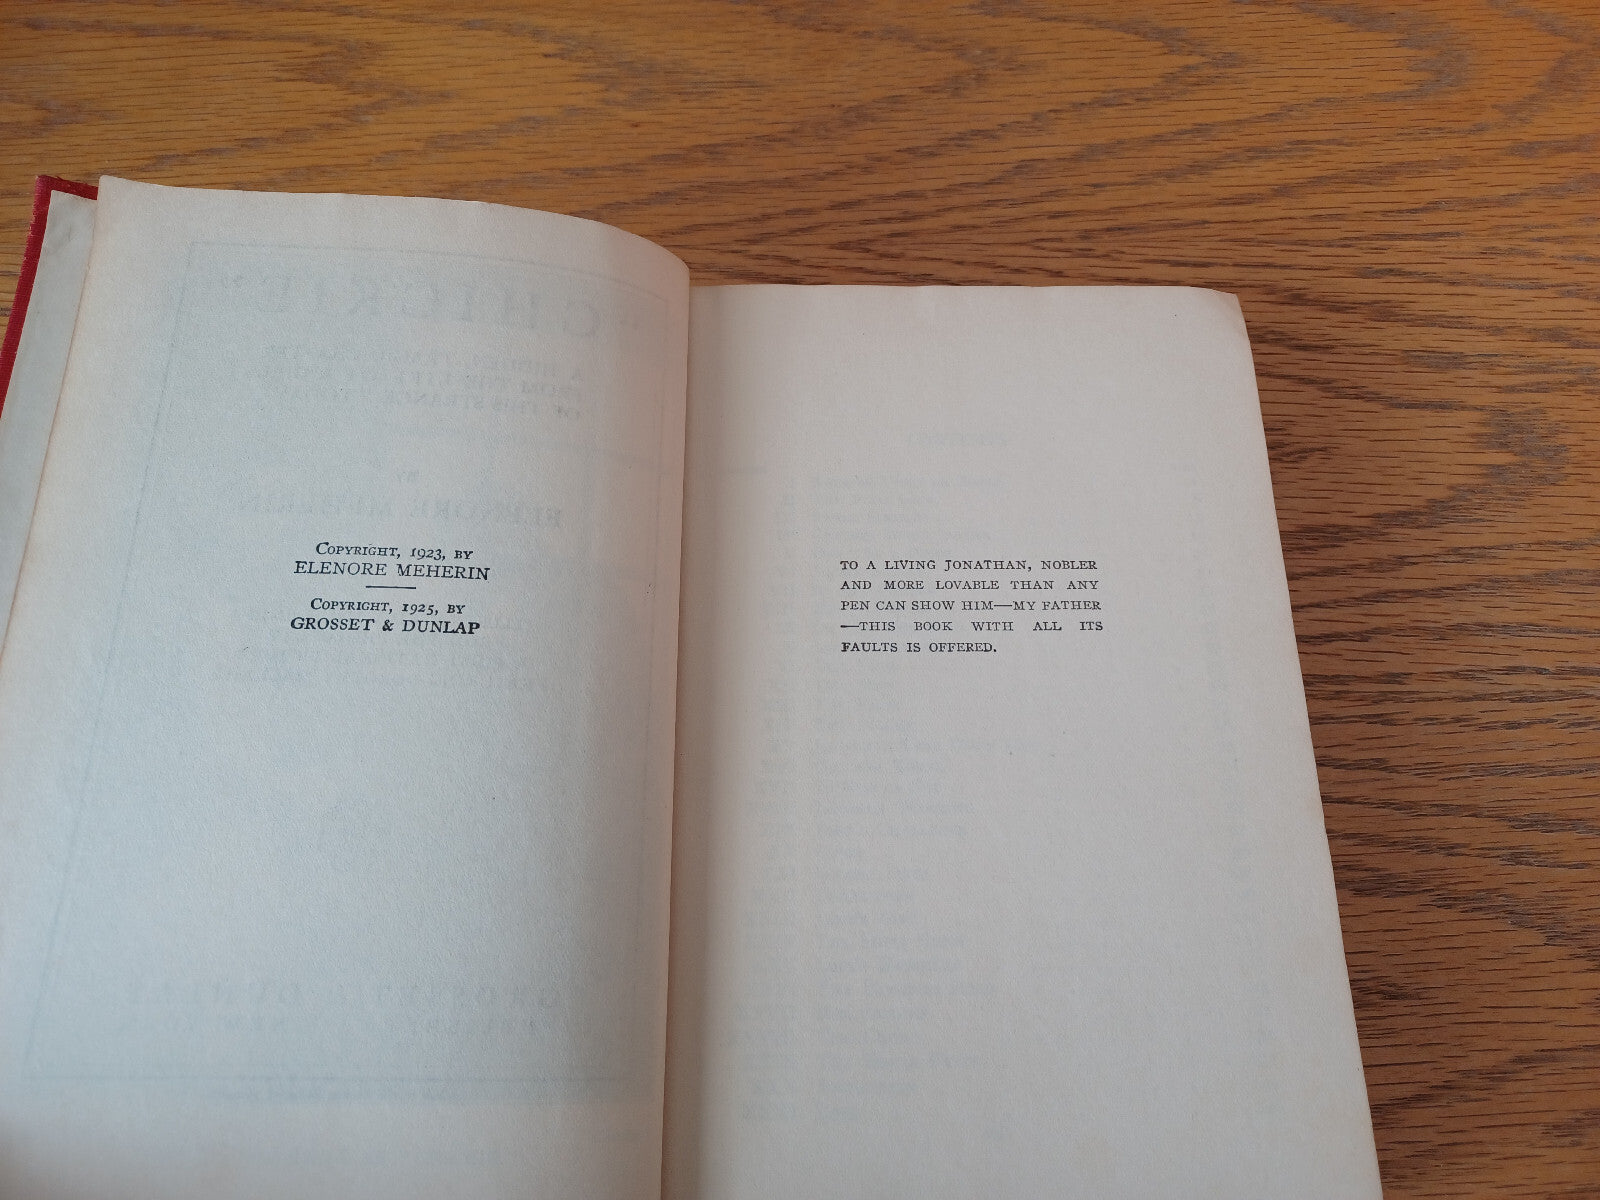 COPYRIGHT, 1923, BY
ELENORE MEHERIN
COPYRIGHT, 1925, BY
GROSSET & DUNLAP
TO A LIVING JONATHAN, NOBLER
AND MORE LOVABLE THAN ANY
PEN CAN SHOW HIM—MY FATHER
—THIS BOOK WITH ALL ITS
FAULTS IS OFFERED.